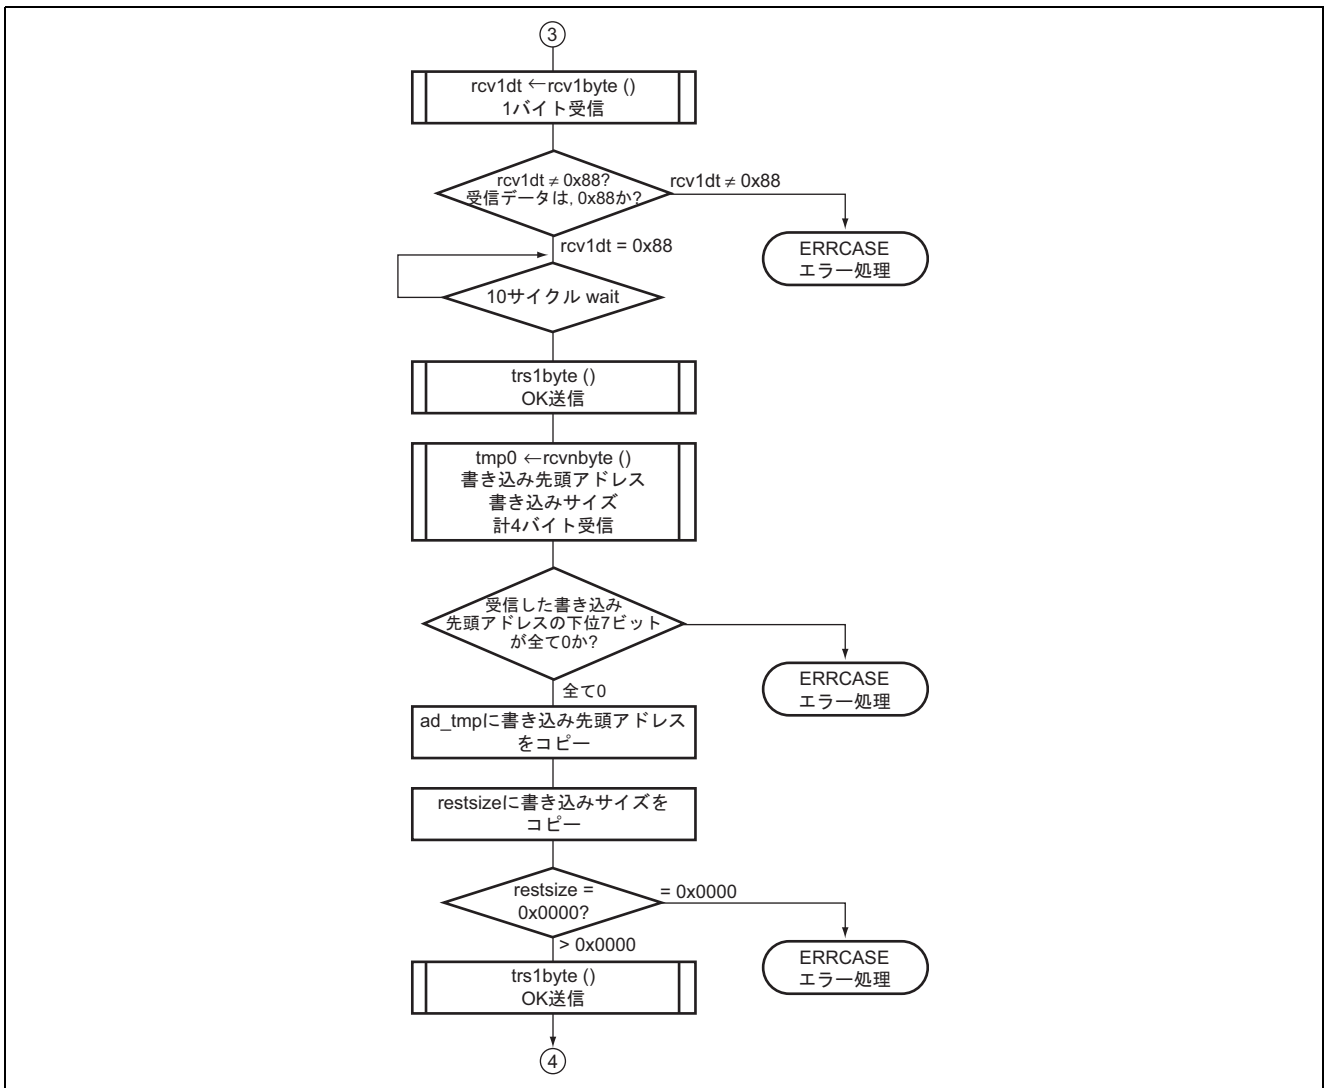 3
rcv1dt ←rcv1byte ()
1バイト受信
rcv1dt ≠ 0x88?
受信データは, 0x88か?
rcv1dt ≠ 0x88
ERRCASE
エラー処理
rcv1dt = 0x88
10サイクル wait
trs1byte ()
OK送信
tmp0 ←rcvnbyte ()
書き込み先頭アドレス
書き込みサイズ
計4バイト受信
受信した書き込み
先頭アドレスの下位7ビット
が全て0か?
ERRCASE
エラー処理
全て0
ad_tmpに書き込み先頭アドレス
をコピー
restsizeに書き込みサイズを
コピー
restsize =
0x0000?
= 0x0000
ERRCASE
エラー処理
> 0x0000
trs1byte ()
OK送信
4